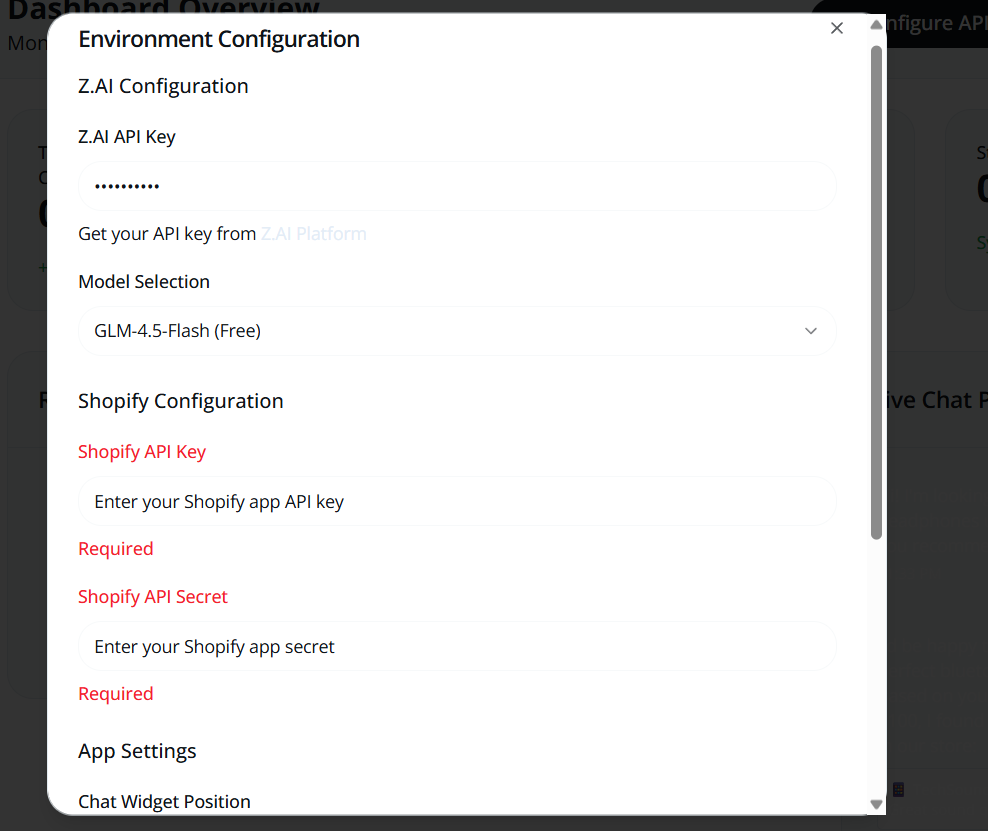 Dashboard Overview
Mon
nfigure API
Environment Configuration
Z.AI Configuration
Z.AI API Key
••••••••••
Get your API key from Z.AI Platform
Model Selection
GLM-4.5-Flash (Free)
Shopify Configuration
ive Chat P
Shopify API Key
Enter your Shopify app API key
Required
Shopify API Secret
Enter your Shopify app secret
Required
App Settings
Chat Widget Position